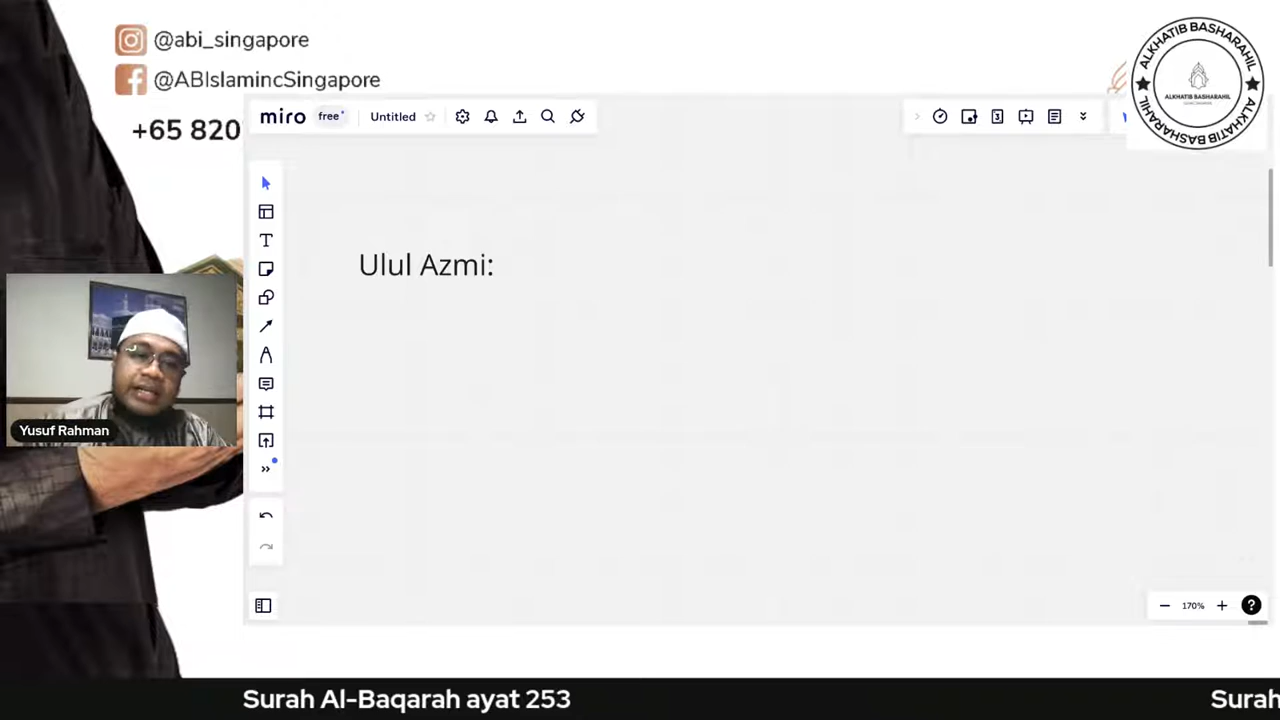 @abi_singapore
@ABIslamincSingapore
+65 820
miro free
Untitled
ALKHATIB BASHARAHIL
ALKHATIB BASHARAHIL
ALKHATIB BASHARAHIL
Ulul Azmi:
Yusuf Rahman
170%
?
Surah Al-Baqarah ayat 253
Surah